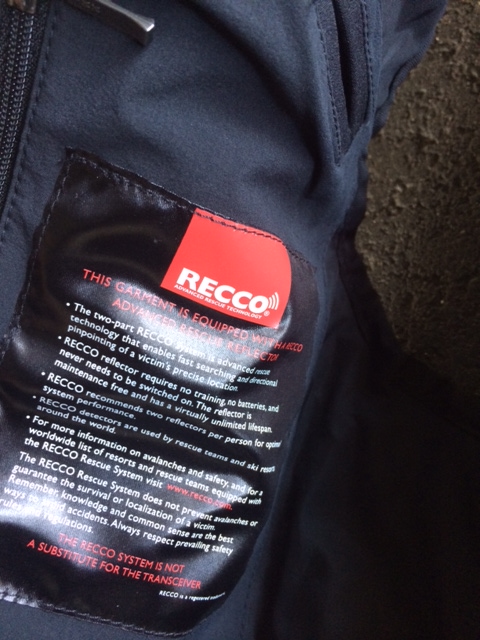 RECCO
ADVANCED RESCUE TECHNOLOGY
THIS GARMENT IS EQUIPPED WITH RECCO
ADVANCED RESCUE REFLECTOR
• The two-part RECCO system is advanced rescue
technology that enables fast searching and directional
pinpointing of a victim's precise location.
• RECCO reflector requires no training, no batteries, and
never needs to be switched on. The reflector is
maintenance free and has a virtually unlimited lifespan.
• RECCO recommends two reflectors per person for optimal
system performance.
• RECCO detectors are used by rescue teams and ski resorts
around the world.
• For more information on avalanches and safety, and for a
worldwide list of resorts and rescue teams equipped with
the RECCO Rescue System visit www.recco.com.
The RECCO Rescue System does not prevent avalanches or
guarantee the survival or localization of a victim.
Remember, knowledge and common sense are the best
ways to avoid accidents. Always respect prevailing safety
rules and regulations.
THE RECCO SYSTEM IS NOT
A SUBSTITUTE FOR THE TRANSCEIVER
RECCO is a registered